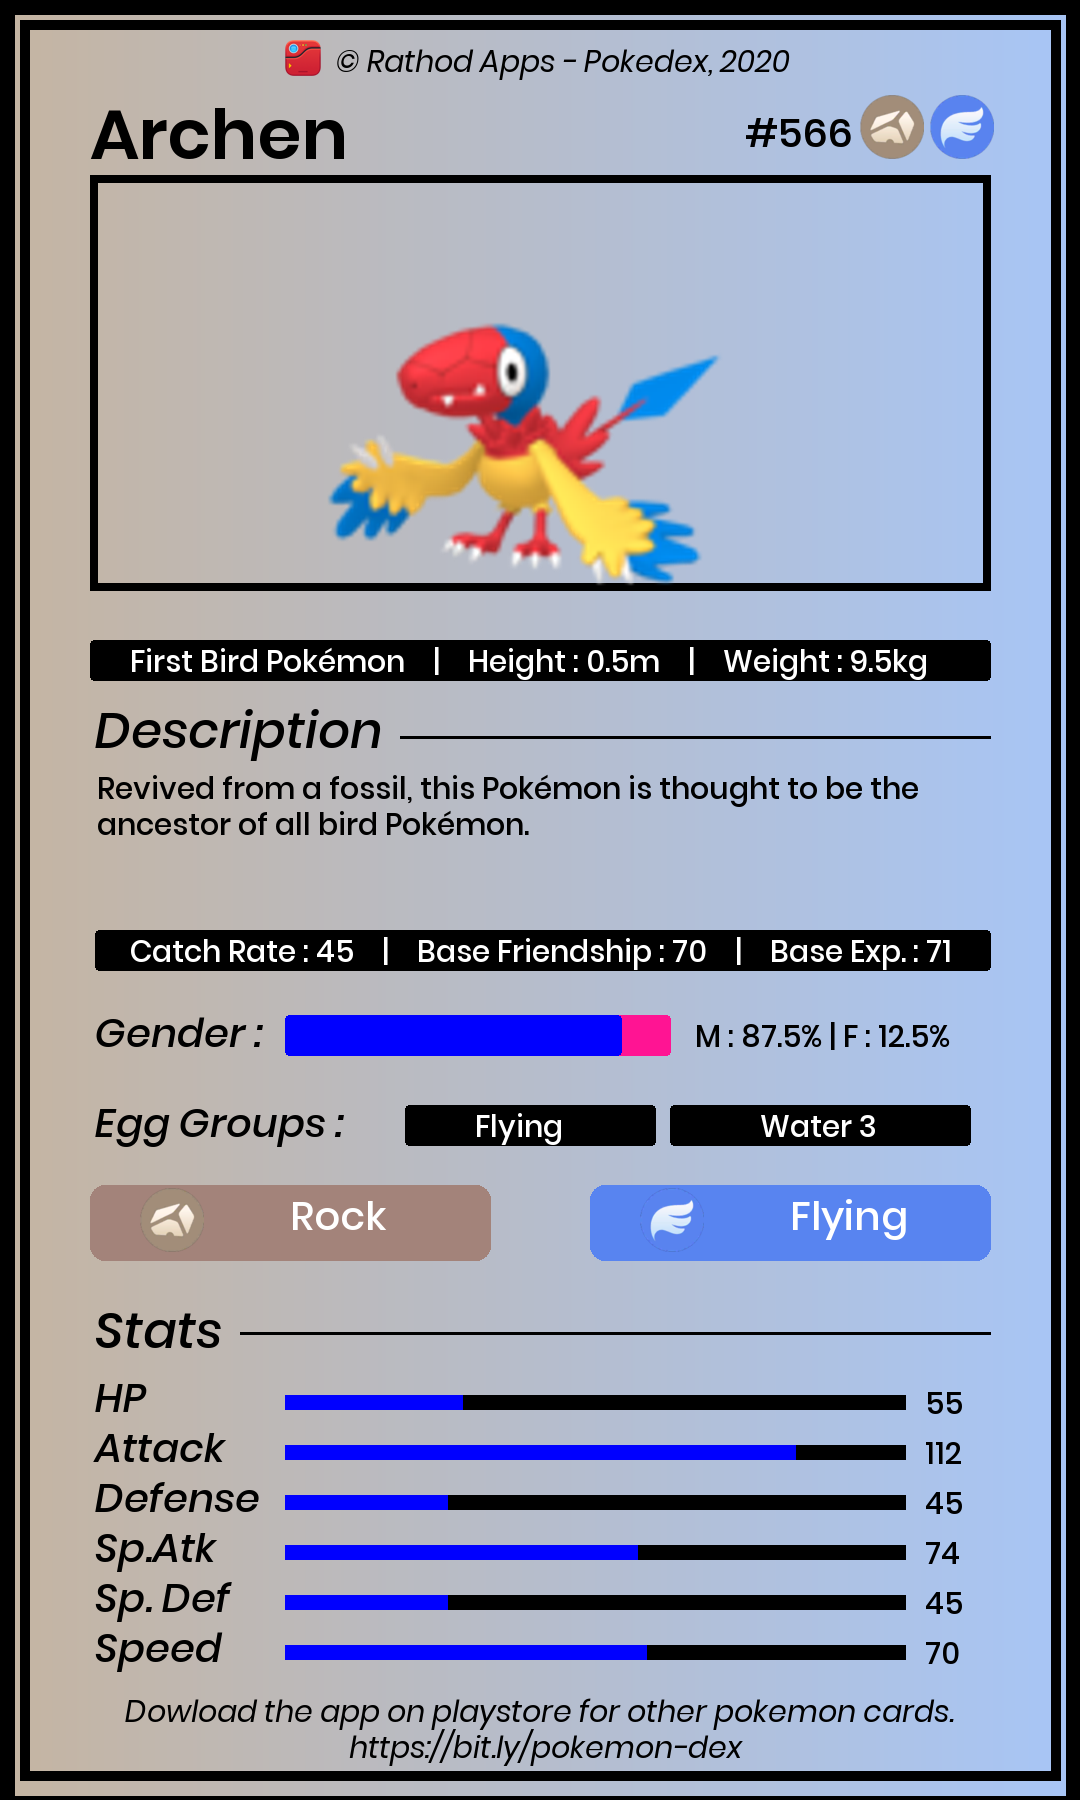 © Rathod Apps - Pokedex, 2020
Archen #566
First Bird Pokémon | Height : 0.5m | Weight : 9.5kg
Description
Revived from a fossil, this Pokémon is thought to be the
ancestor of all bird Pokémon.
Catch Rate : 45 | Base Friendship : 70 | Base Exp. : 71
Gender : M : 87.5% | F : 12.5%
Egg Groups : Flying Water 3
Rock Flying
Stats
HP 55
Attack 112
Defense 45
Sp.Atk 74
Sp. Def 45
Speed 70
Dowload the app on playstore for other pokemon cards.
https://bit.ly/pokemon-dex